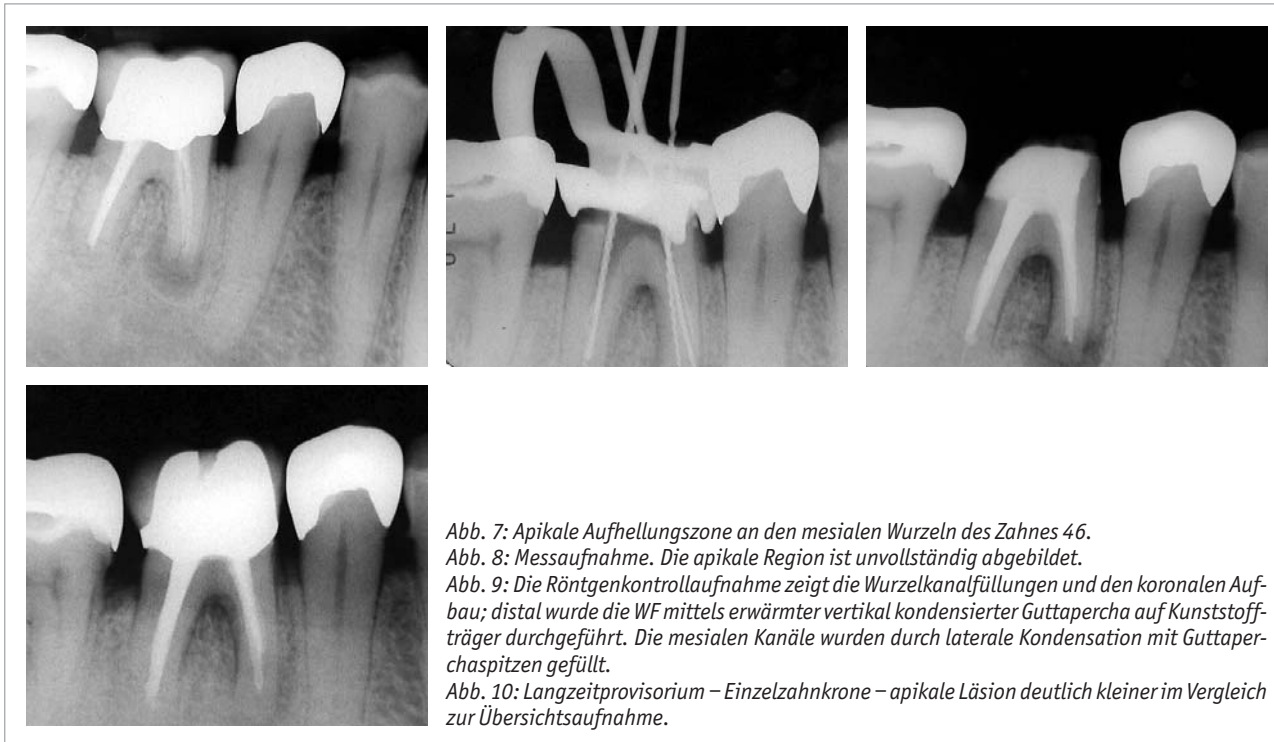 Abb. 7: Apikale Aufhellungszone an den mesialen Wurzeln des Zahnes 46.
Abb. 8: Messaufnahme. Die apikale Region ist unvollständig abgebildet.
Abb. 9: Die Röntgenkontrollaufnahme zeigt die Wurzelkanalfüllungen und den koronalen Auf-
bau; distal wurde die WF mittels erwärmter vertikal kondensierter Guttapercha auf Kunststoff-
träger durchgeführt. Die mesialen Kanäle wurden durch laterale Kondensation mit Guttaper-
chaspitzen gefüllt.
Abb. 10: Langzeitprovisorium – Einzelzahnkrone – apikale Läsion deutlich kleiner im Vergleich
zur Übersichtsaufnahme.